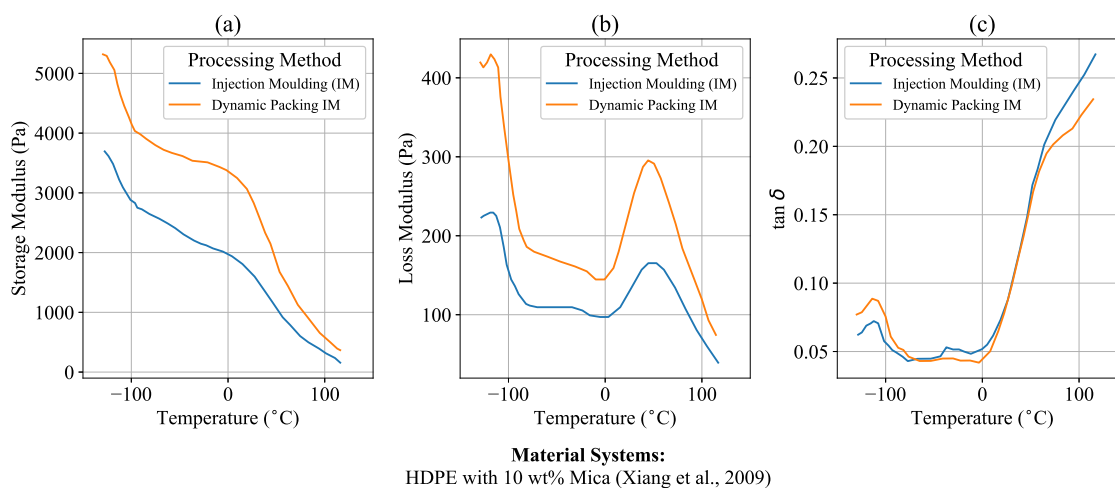 (a)
Storage Modulus (Pa)
5000
4000
3000
2000
1000
0
Processing Method
Injection Moulding (IM)
Dynamic Packing IM
−100
0
100
Temperature (°C)
(b)
Loss Modulus (Pa)
400
300
200
100
Processing Method
Injection Moulding (IM)
Dynamic Packing IM
−100
0
100
Temperature (°C)
(c)
tan δ
0.25
0.20
0.15
0.10
0.05
Processing Method
Injection Moulding (IM)
Dynamic Packing IM
−100
0
100
Temperature (°C)
Material Systems:
HDPE with 10 wt% Mica (Xiang et al., 2009)